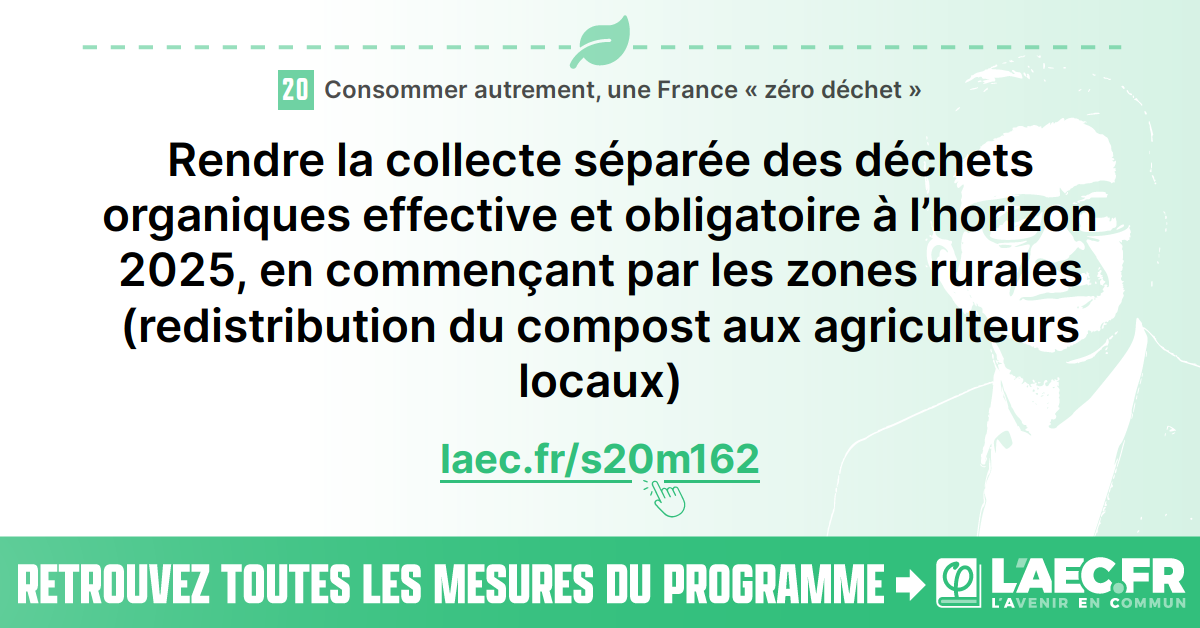 20 Consommer autrement, une France « zéro déchet »
Rendre la collecte séparée des déchets
organiques effective et obligatoire à l’horizon
2025, en commençant par les zones rurales
(redistribution du compost aux agriculteurs
locaux)
laec.fr/s20m162
RETROUVEZ TOUTES LES MESURES DU PROGRAMME
φ L'AEC.FR
L'AVENIR EN COMMUN